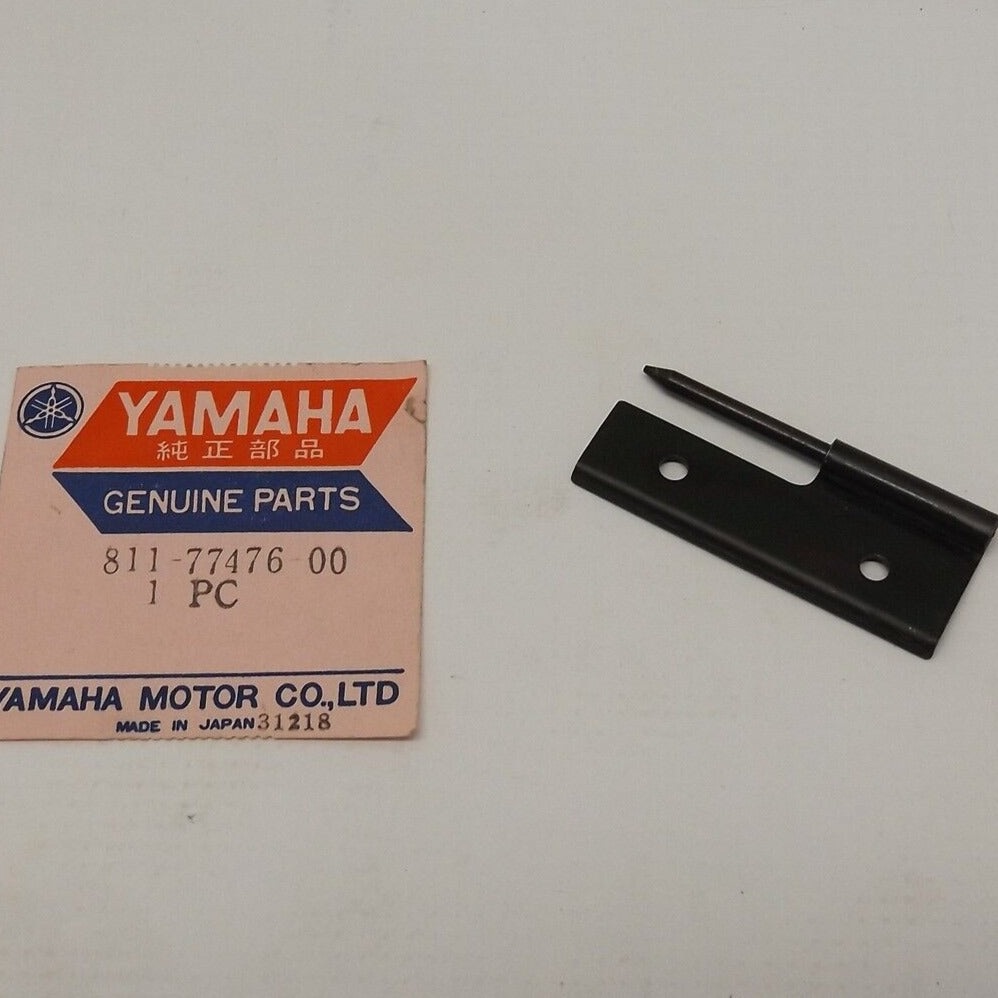 YAMAHA
純正部品
GENUINE PARTS
811-77476-00
1 PC
YAMAHA MOTOR CO.,LTD
MADE IN JAPAN 31218